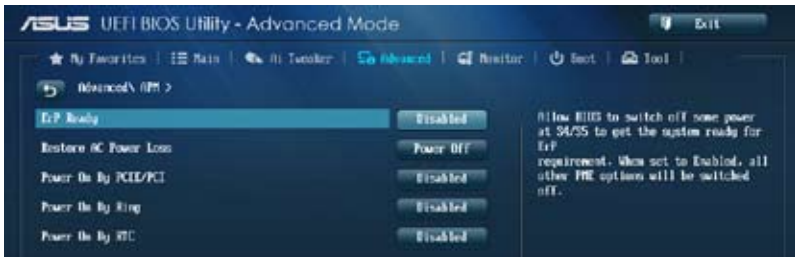 ASUS UEFI BIOS Utility - Advanced Mode
Exit
My Favorites Main Ai Tweaker Advanced Monitor Boot Tool
Advanced\ APM >
ErP Ready Disabled
Restore AC Power Loss Power Off
Power On By PCIE/PCI Disabled
Power On By Ring Disabled
Power On By RTC Disabled
Allow BIOS to switch off some power
at S4/S5 to get the system ready for
ErP
requirement. When set to Enabled, all
other PME options will be switched
off.